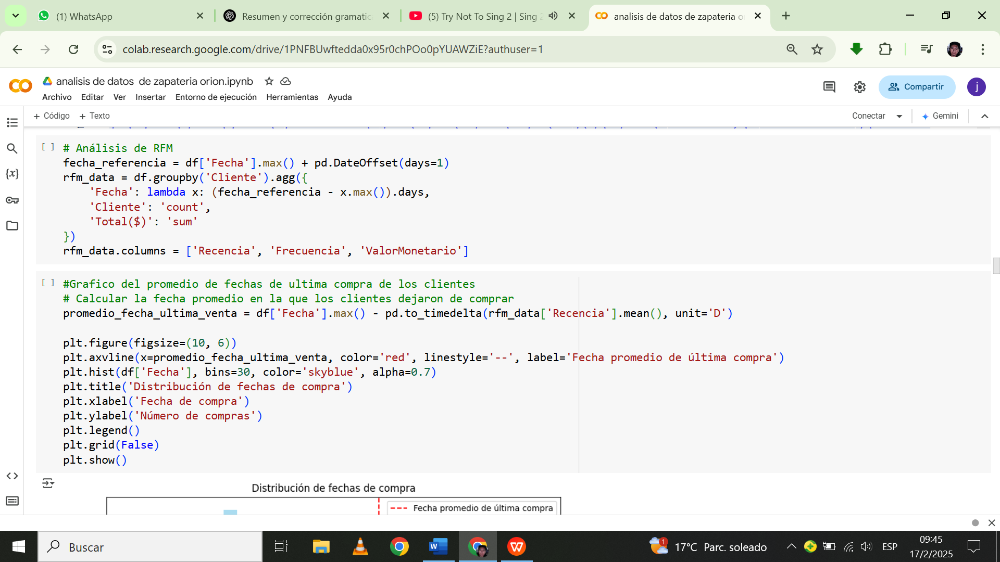 (1) WhatsApp
Resumen y corrección gramatic
(5) Try Not To Sing 2 | Sing 2
analisis de datos de zapateria o
colab.research.google.com/drive/1PNFBUwftedda0x95r0chPOo0pYUAWZiE?authuser=1
analisis de datos  de zapateria orion.ipynb
Archivo Editar Ver Insertar Entorno de ejecución Herramientas Ayuda
Compartir
j
+ Código + Texto
Conectar
Gemini
[ ] # Análisis de RFM
fecha_referencia = df['Fecha'].max() + pd.DateOffset(days=1)
rfm_data = df.groupby('Cliente').agg({
    'Fecha': lambda x: (fecha_referencia - x.max()).days,
    'Cliente': 'count',
    'Total($)': 'sum'
})
rfm_data.columns = ['Recencia', 'Frecuencia', 'ValorMonetario']
[ ] #Grafico del promedio de fechas de ultima compra de los clientes
# Calcular la fecha promedio en la que los clientes dejaron de comprar
promedio_fecha_ultima_venta = df['Fecha'].max() - pd.to_timedelta(rfm_data['Recencia'].mean(), unit='D')
plt.figure(figsize=(10, 6))
plt.axvline(x=promedio_fecha_ultima_venta, color='red', linestyle='--', label='Fecha promedio de última compra')
plt.hist(df['Fecha'], bins=30, color='skyblue', alpha=0.7)
plt.title('Distribución de fechas de compra')
plt.xlabel('Fecha de compra')
plt.ylabel('Número de compras')
plt.legend()
plt.grid(False)
plt.show()
Distribución de fechas de compra
Fecha promedio de última compra
Buscar
1
17°C Parc. soleado
ESP
09:45
17/2/2025